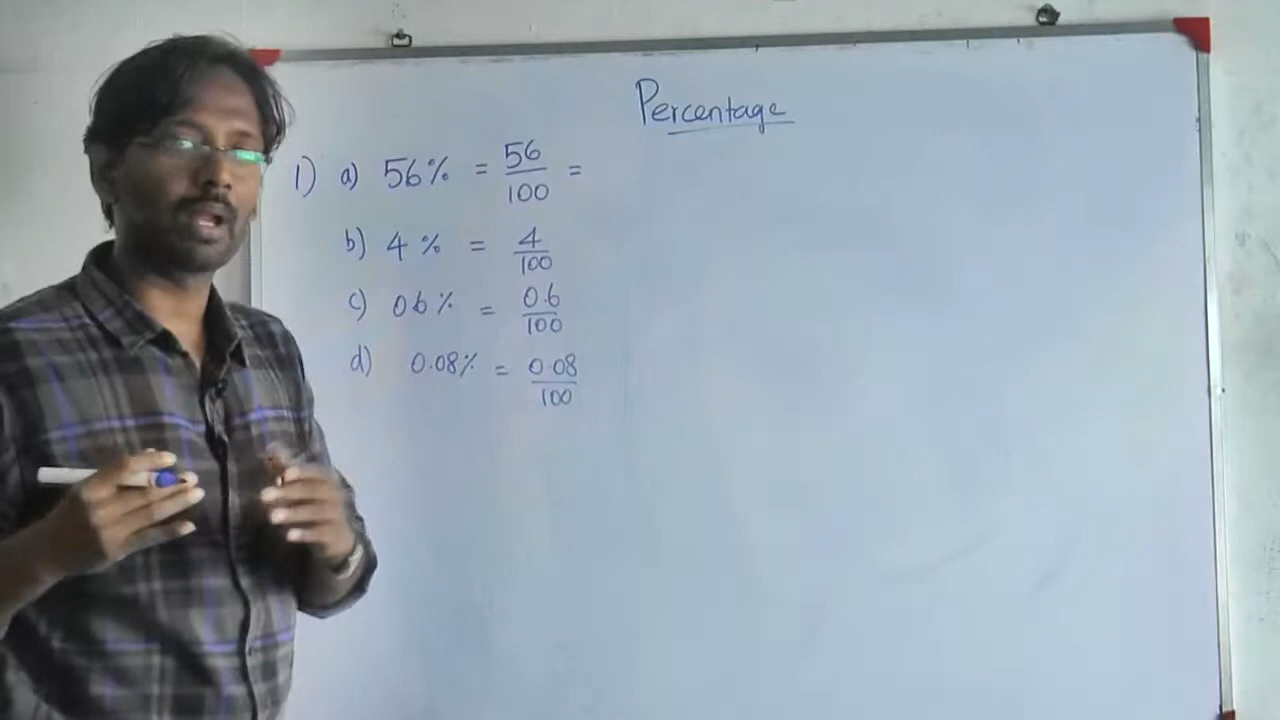 Percentage
1) a) 56% = 56/100 =
b) 4% = 4/100
c) 0.6% = 0.6/100
d) 0.08% = 0.08/100